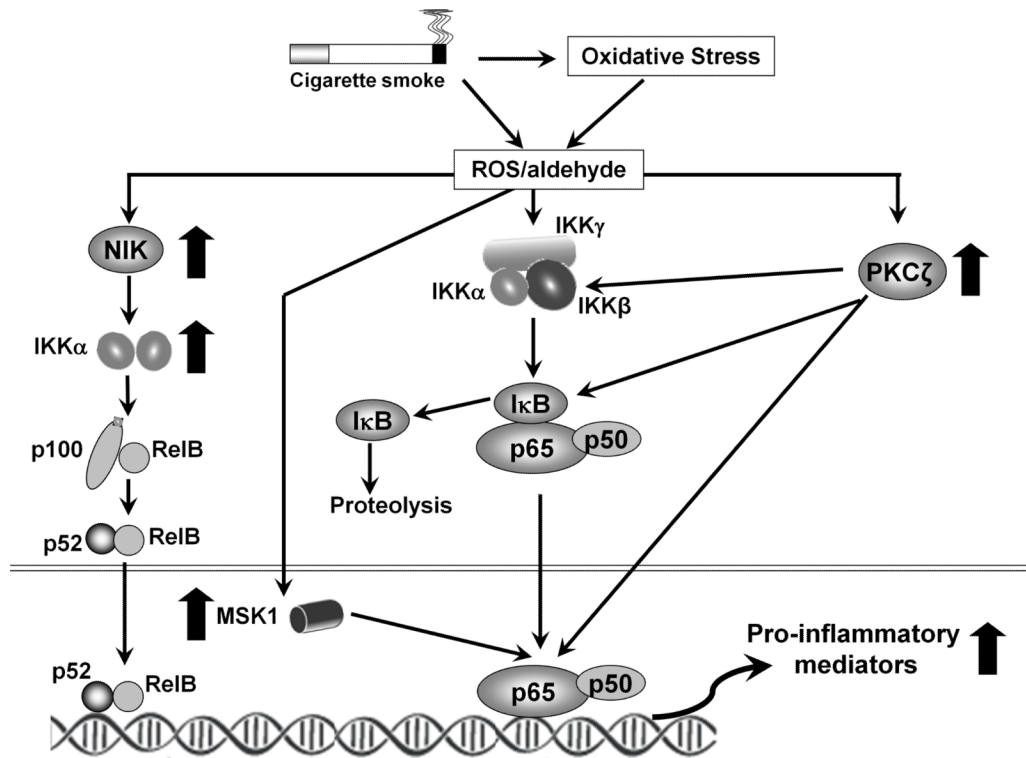 Cigarette smoke
Oxidative Stress
ROS/aldehyde
NIK
IKKγ
IKKα
IKKβ
PKCζ
IKKα
IκB
p65
p50
IκB
Proteolysis
p100
RelB
p52
RelB
MSK1
p52
RelB
p65
p50
Pro-inflammatory
mediators